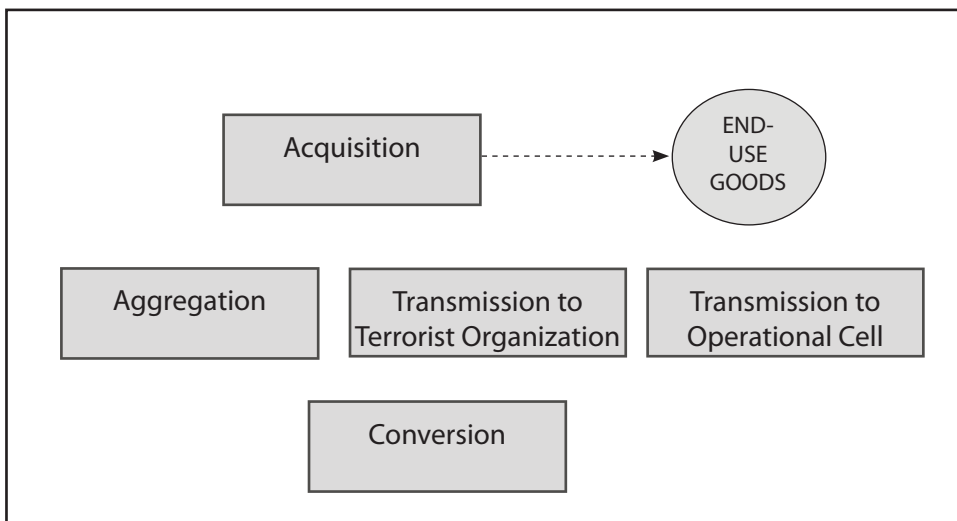 Acquisition
END-
USE
GOODS
Aggregation
Transmission to
Terrorist Organization
Transmission to
Operational Cell
Conversion